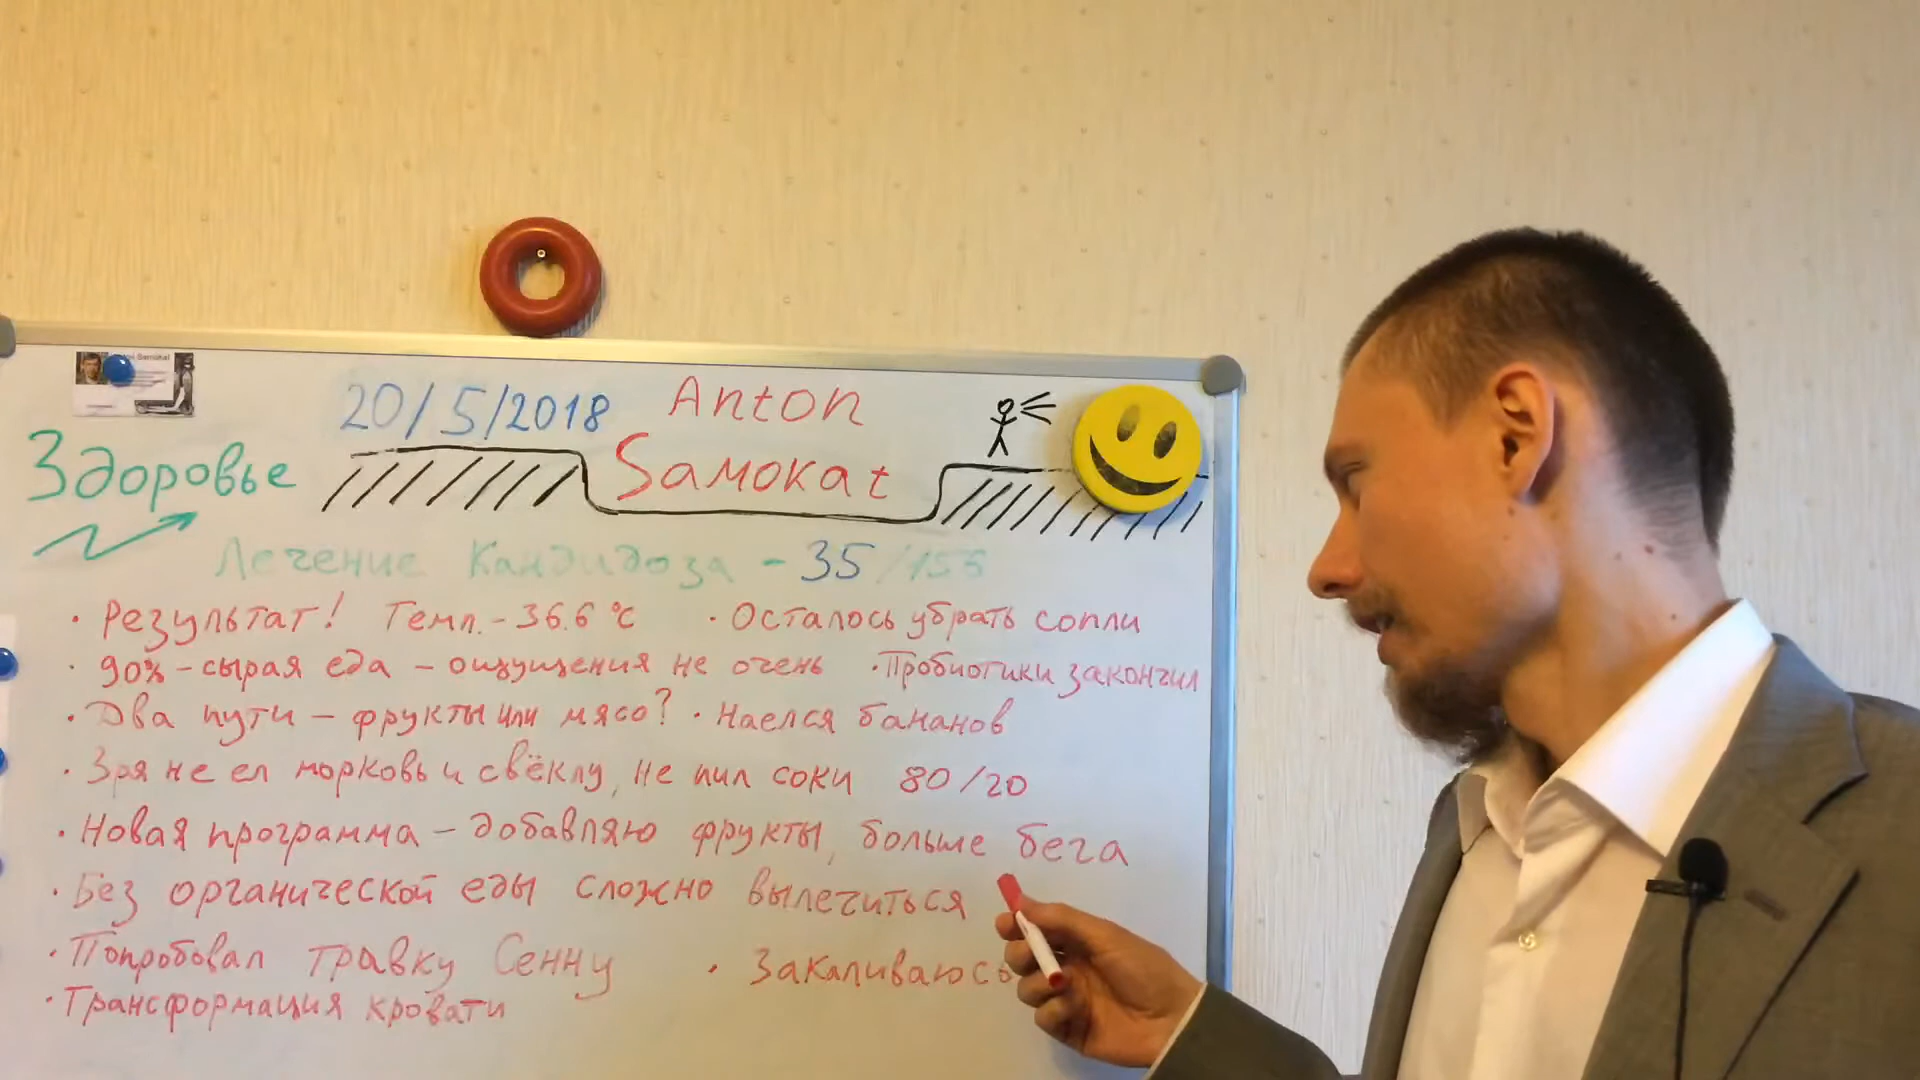 20/5/2018 Anton
Здоровье
Samokat
Лечение Кандидоза - 35/155
· Результат! Темп. - 36.6 °С · Осталось убрать сопли
· 90% - сырая еда - ощущения не очень · Пробиотики закончил
· Два пути - фрукты или мясо? · Наелся бананов
· Зря не ел морковь и свёклу, не пил соки 80/20
· Новая программа - добавляю фрукты, больше бега
· Без органической еды сложно вылечиться
· Попробовал травку Сенну · Закаливаюсь
· Трансформация кровати